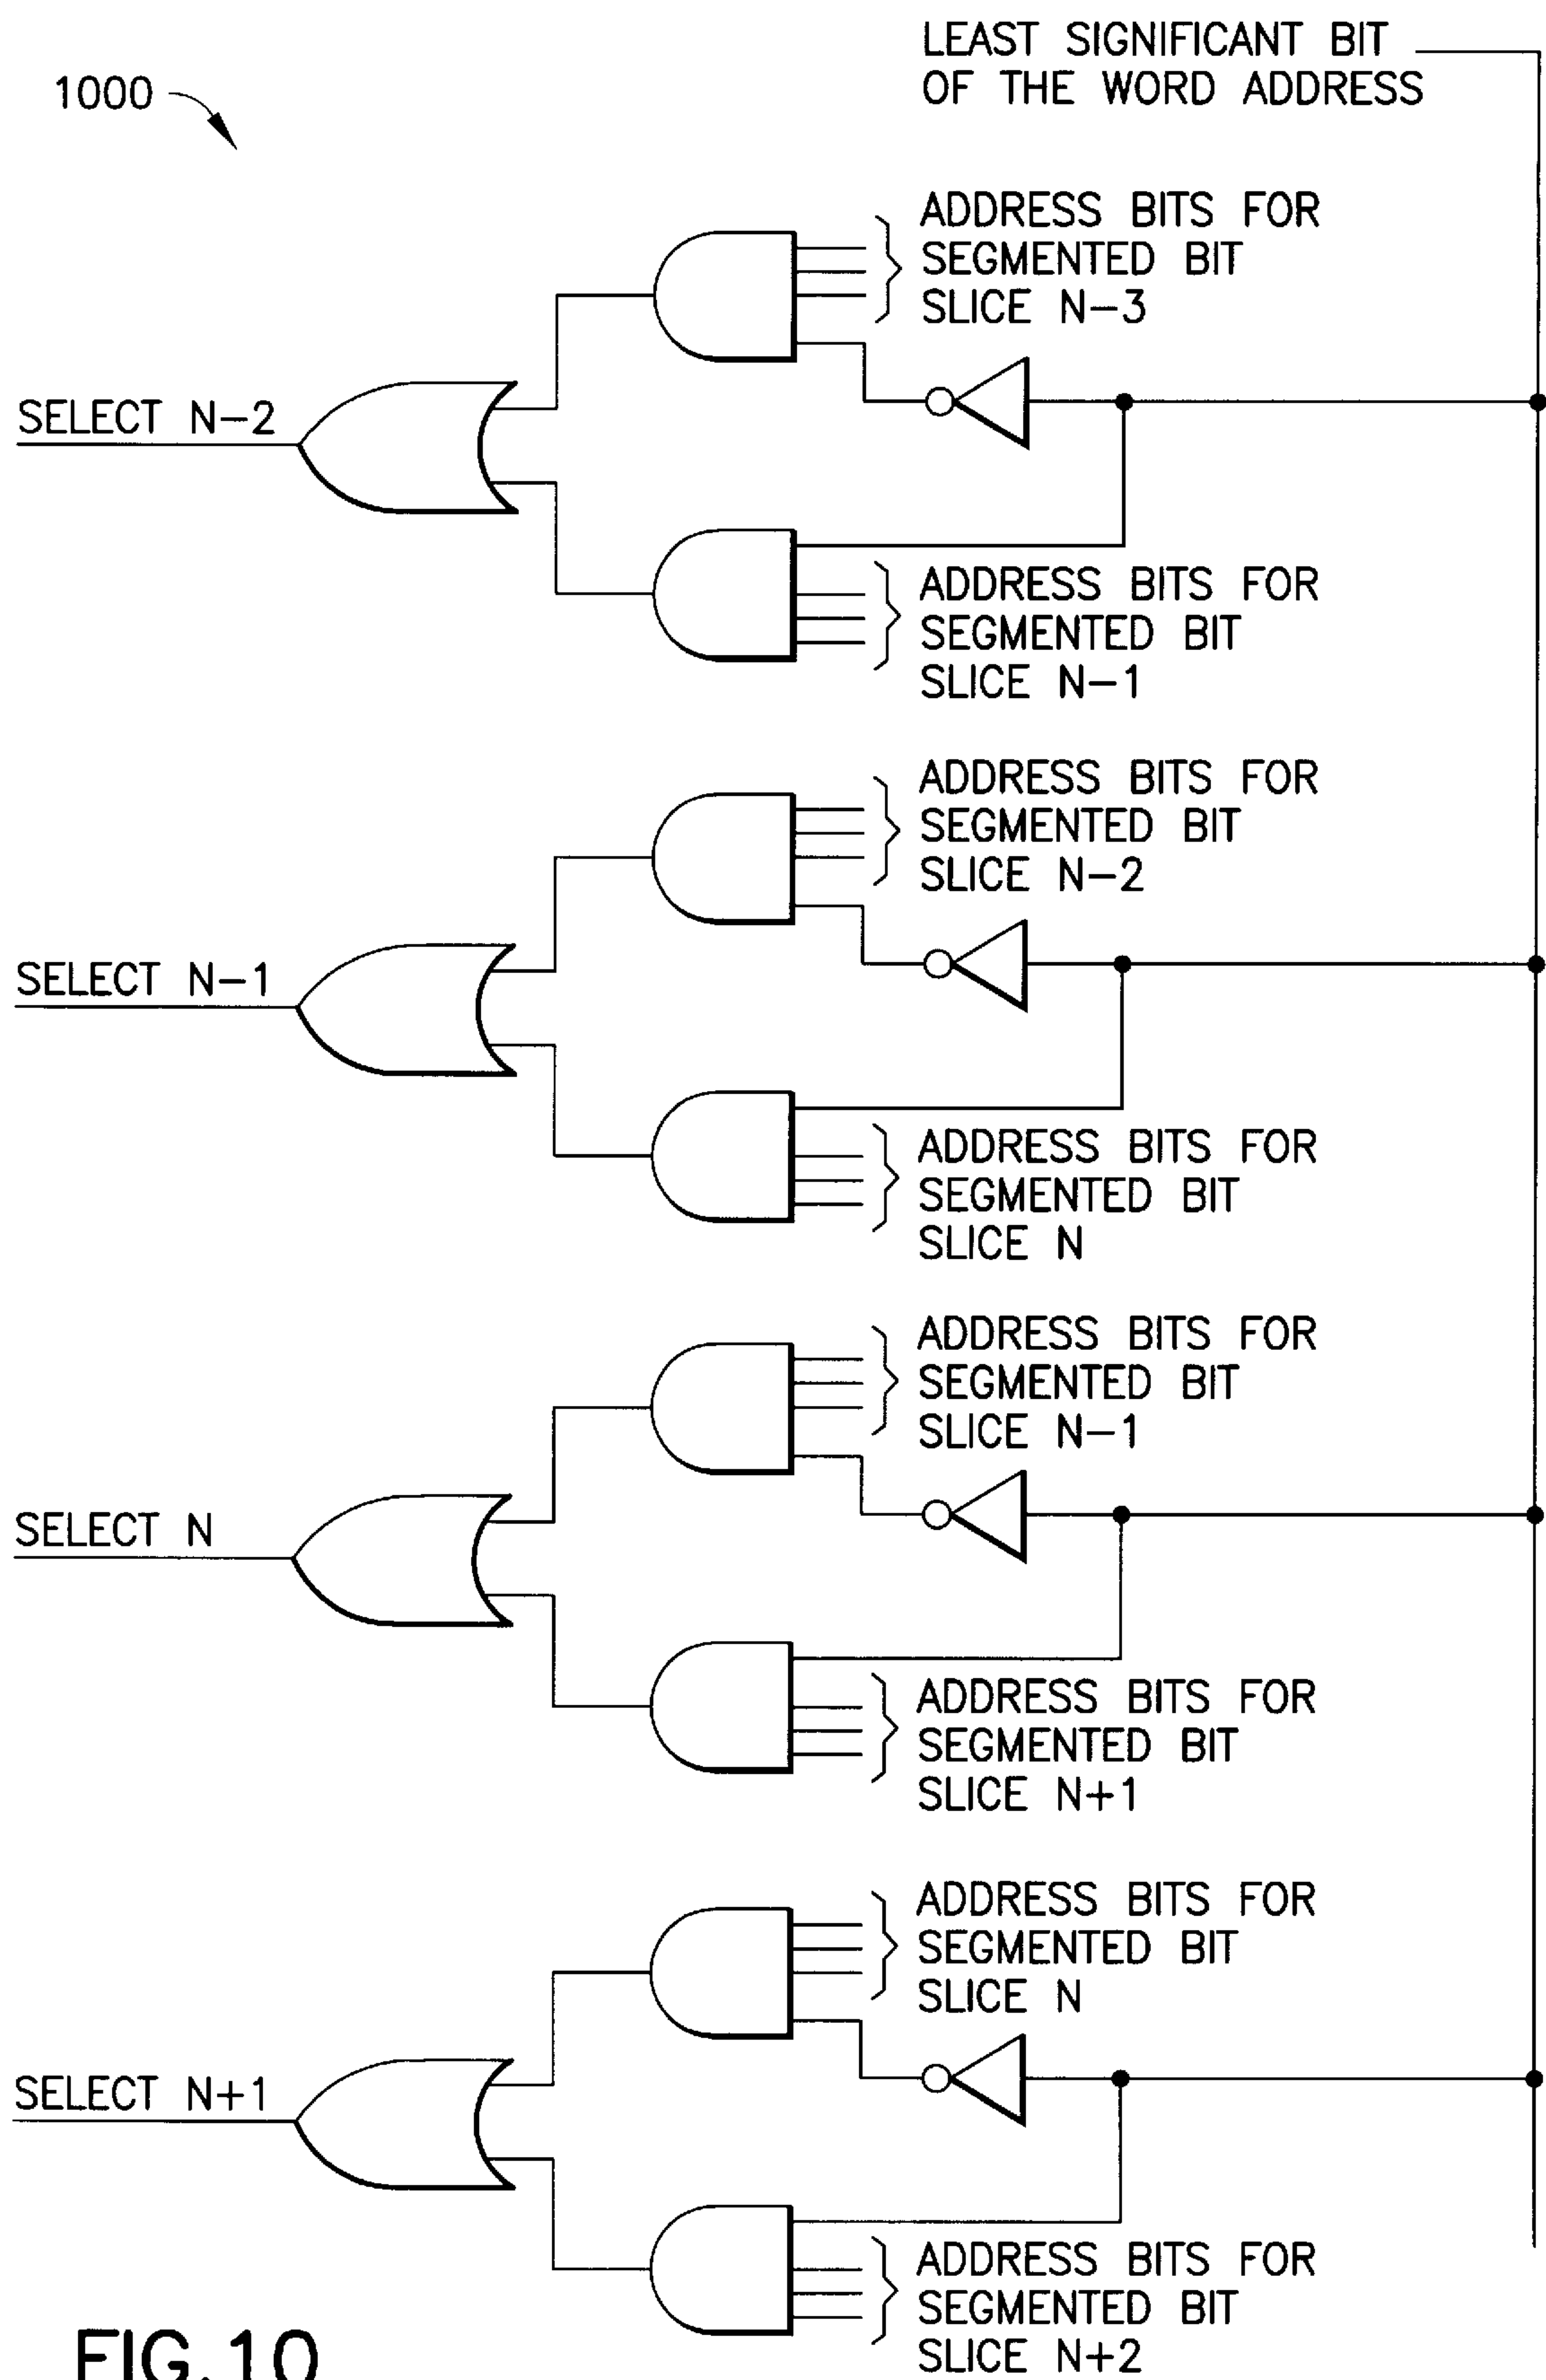 LEAST SIGNIFICANT BIT
OF THE WORD ADDRESS
1000
ADDRESS BITS FOR
SEGMENTED BIT
SLICE N-3
SELECT N-2
ADDRESS BITS FOR
SEGMENTED BIT
SLICE N-1
ADDRESS BITS FOR
SEGMENTED BIT
SLICE N-2
SELECT N-1
ADDRESS BITS FOR
SEGMENTED BIT
SLICE N
ADDRESS BITS FOR
SEGMENTED BIT
SLICE N-1
SELECT N
ADDRESS BITS FOR
SEGMENTED BIT
SLICE N+1
ADDRESS BITS FOR
SEGMENTED BIT
SLICE N
SELECT N+1
ADDRESS BITS FOR
SEGMENTED BIT
SLICE N+2
FIG.10